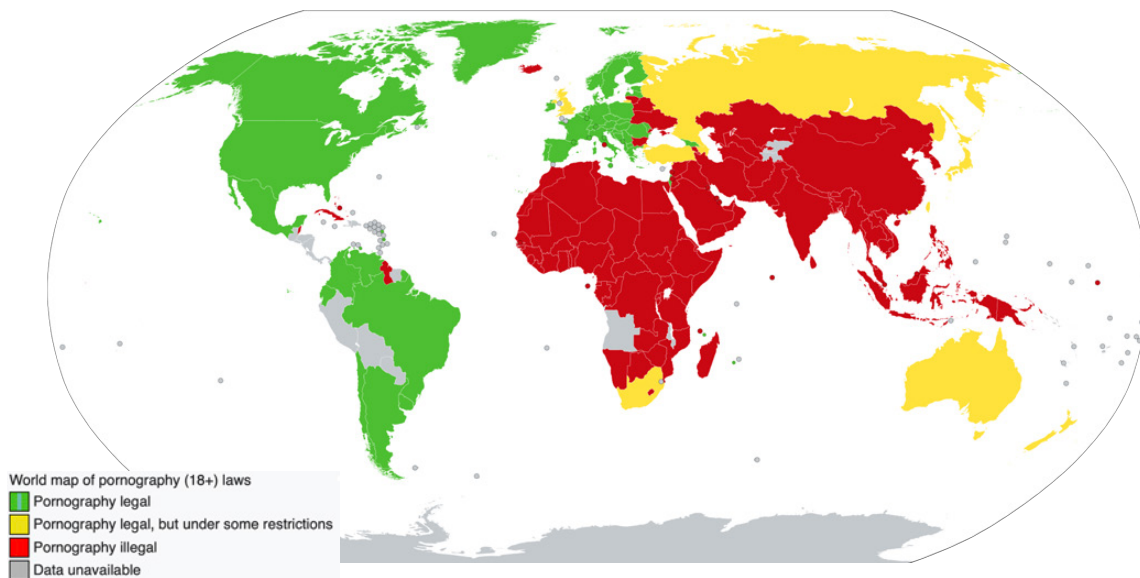 World map of pornography (18+) laws
Pornography legal
Pornography legal, but under some restrictions
Pornography illegal
Data unavailable